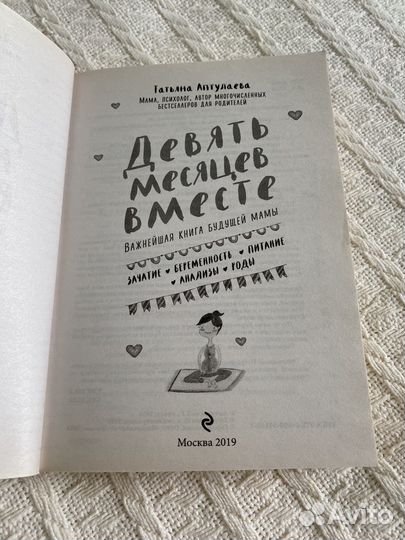 Татьяна Аптулаева
Мама, психолог, автор многочисленных
бестселлеров для родителей
Девять
месяцев
вместе
Важнейшая книга будущей мамы
зачатие ♥ беременность ♥ питание
♥ анализы ♥ роды
Москва 2019
Avito